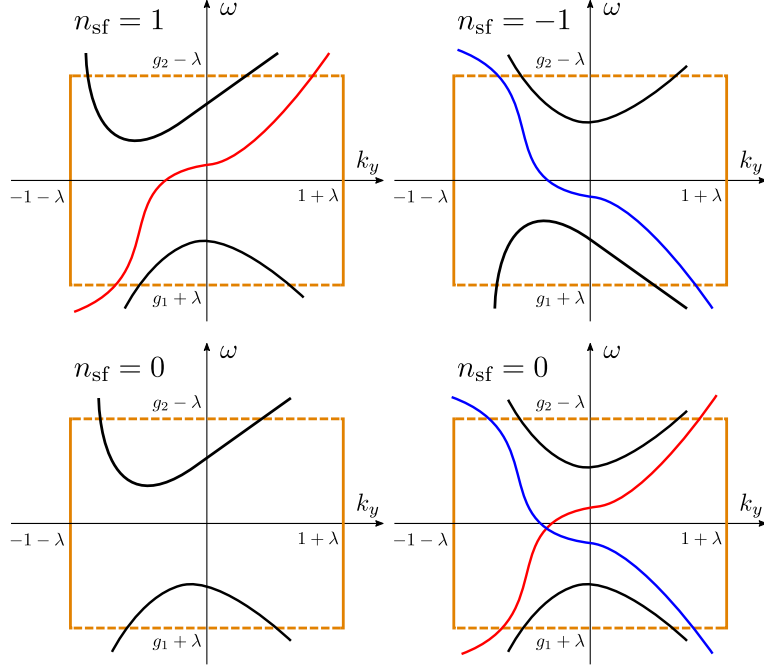 n_sf = 1
ω
g₂ − λ
k_y
−1 − λ
1 + λ
g₁ + λ
n_sf = −1
ω
g₂ − λ
k_y
−1 − λ
1 + λ
g₁ + λ
n_sf = 0
ω
g₂ − λ
k_y
−1 − λ
1 + λ
g₁ + λ
n_sf = 0
ω
g₂ − λ
k_y
−1 − λ
1 + λ
g₁ + λ